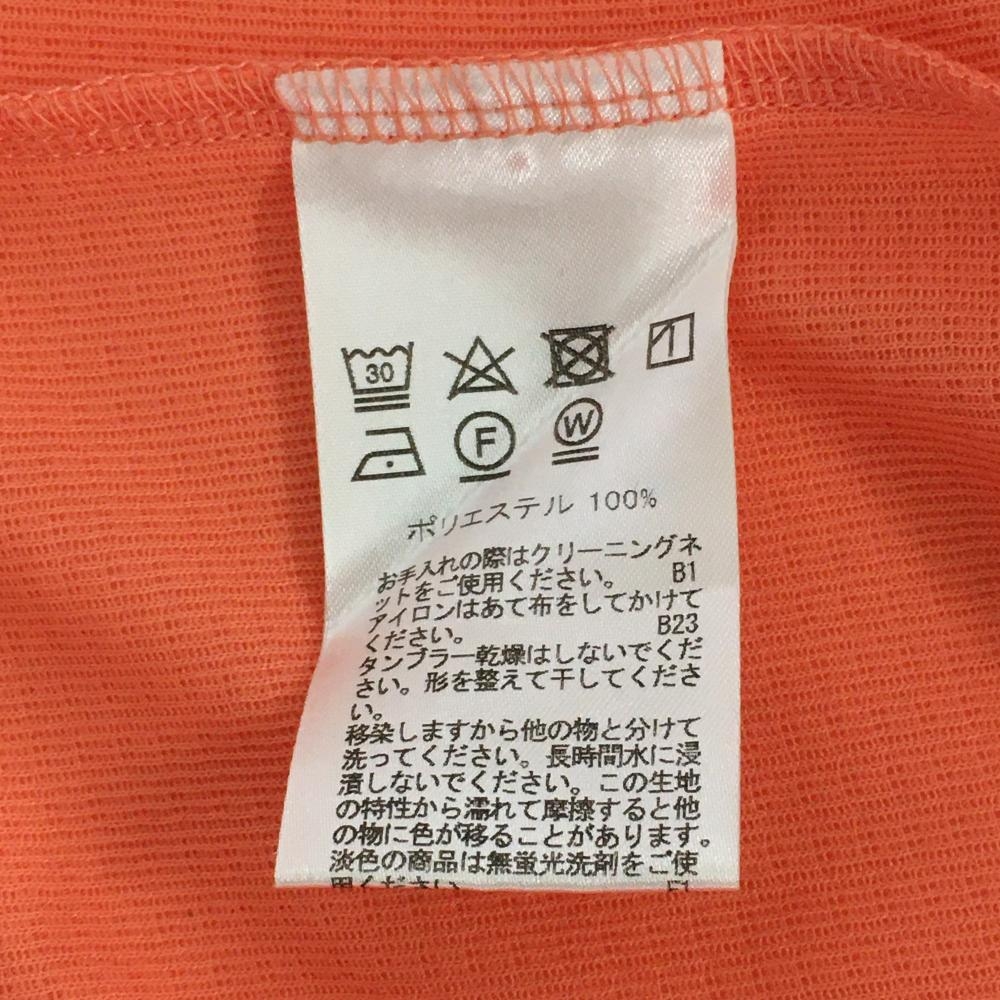 30
F
W
ポリエステル 100%
お手入れの際はクリーニングネ
ットをご使用ください。 B1
アイロンはあて布をしてかけて
ください。 B23
タンブラー乾燥はしないでくだ
さい。形を整えて干してくださ
い。
移染しますから他の物と分けて
洗ってください。長時間水に浸
漬しないでください。この生地
の特性から濡れて摩擦すると他
の物に色が移ることがあります。
淡色の商品は無蛍光洗剤をご使
用ください。 F1